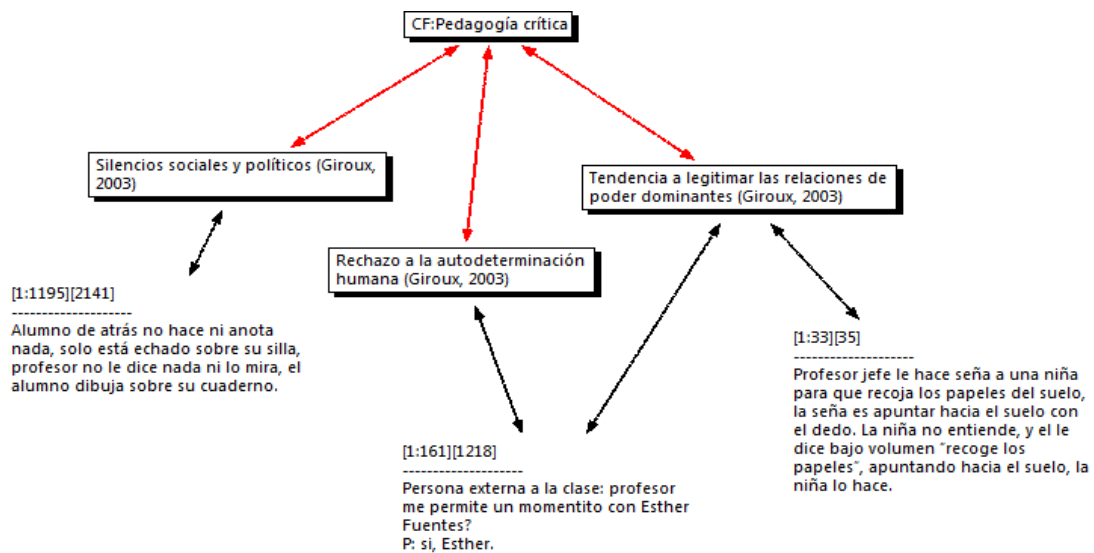 CF:Pedagogía crítica
Silencios sociales y políticos (Giroux,
2003)
Tendencia a legitimar las relaciones de
poder dominantes (Giroux, 2003)
Rechazo a la autodeterminación
humana (Giroux, 2003)
[1:1195][2141]
--------------------
Alumno de atrás no hace ni anota
nada, solo está echado sobre su silla,
profesor no le dice nada ni lo mira, el
alumno dibuja sobre su cuaderno.
[1:161][1218]
--------------------
Persona externa a la clase: profesor
me permite un momentito con Esther
Fuentes?
P: si, Esther.
[1:33][35]
--------------------
Profesor jefe le hace seña a una niña
para que recoja los papeles del suelo,
la seña es apuntar hacia el suelo con
el dedo. La niña no entiende, y el le
dice bajo volumen ¨recoge los
papeles¨, apuntando hacia el suelo, la
niña lo hace.